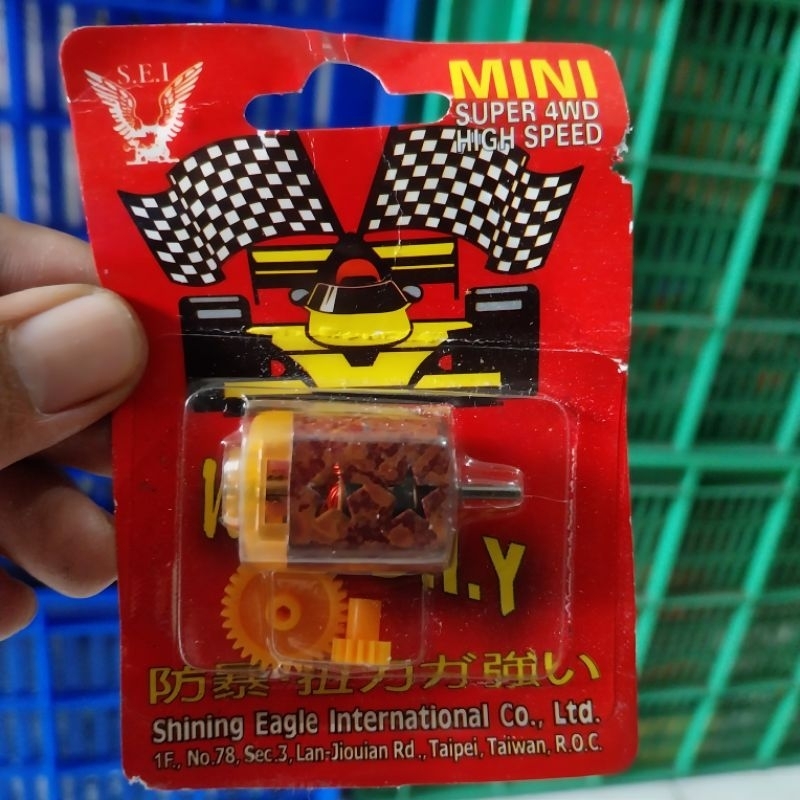 S.E.I
MINI
SUPER 4WD
HIGH SPEED
防暴 扭力が強い
Shining Eagle International Co., Ltd.
1F., No.78, Sec.3, Lan-Jiouian Rd ., Taipei, Taiwan, R.O.C.